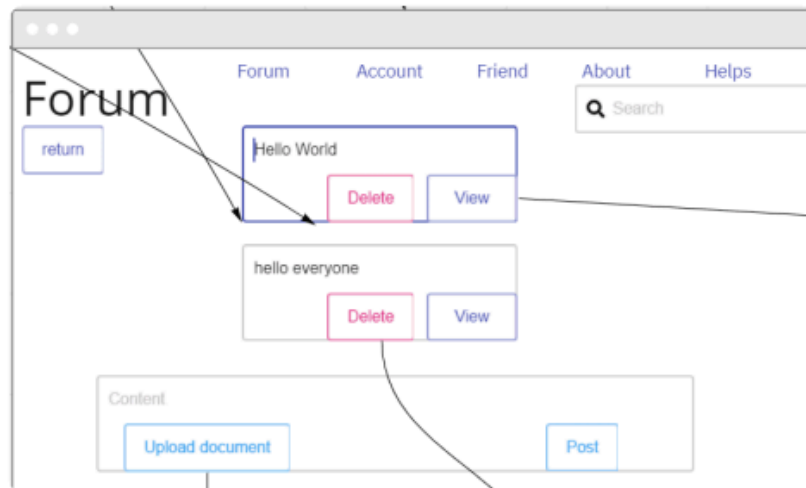 Forum Account Friend About Helps
Forum
Search
return
Hello World
Delete View
hello everyone
Delete View
Content
Upload document Post